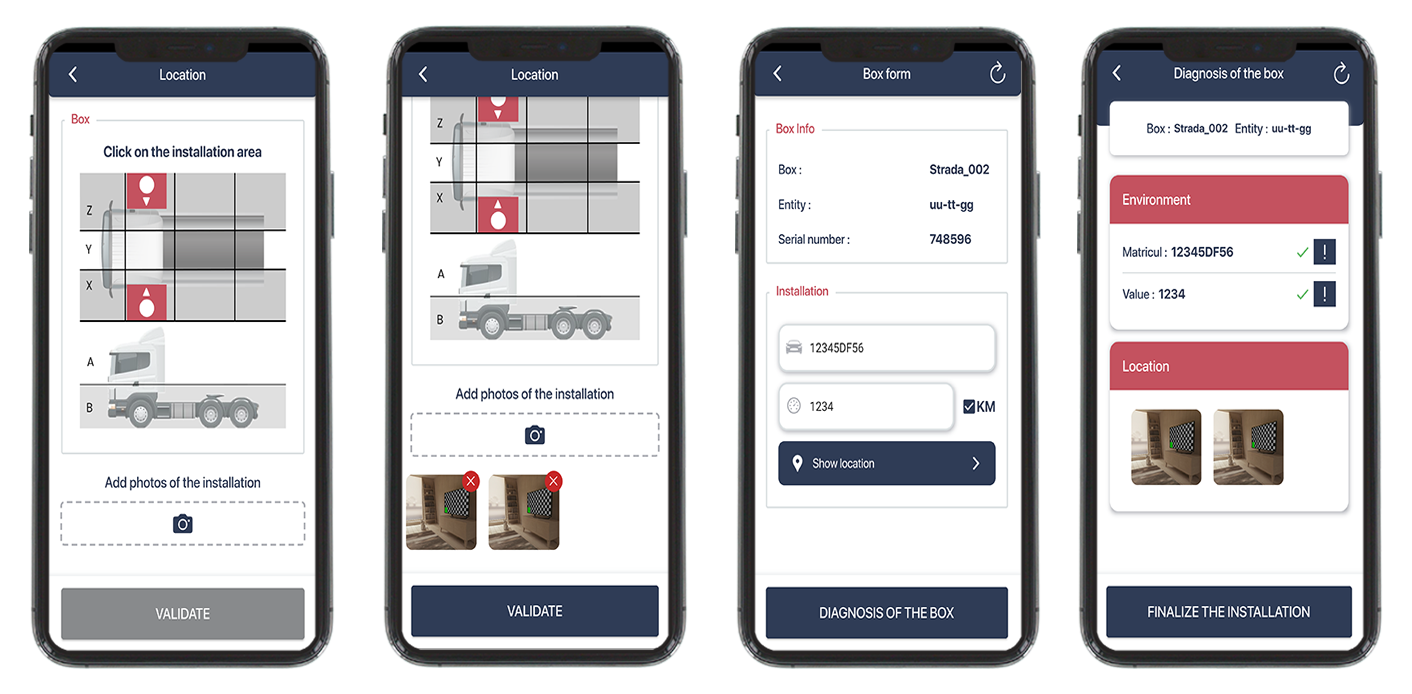 Location
Box
Click on the installation area
Z
Y
X
A
B
Add photos of the installation
VALIDATE
Location
Z
Y
X
A
B
Add photos of the installation
X
X
VALIDATE
Box form
Box Info
Box : Strada_002
Entity : uu-tt-gg
Serial number : 748596
Installation
12345DF56
1234 KM
Show location
DIAGNOSIS OF THE BOX
Diagnosis of the box
Box : Strada_002 Entity : uu-tt-gg
Environment
Matricul : 12345DF56 !
Value : 1234 !
Location
FINALIZE THE INSTALLATION